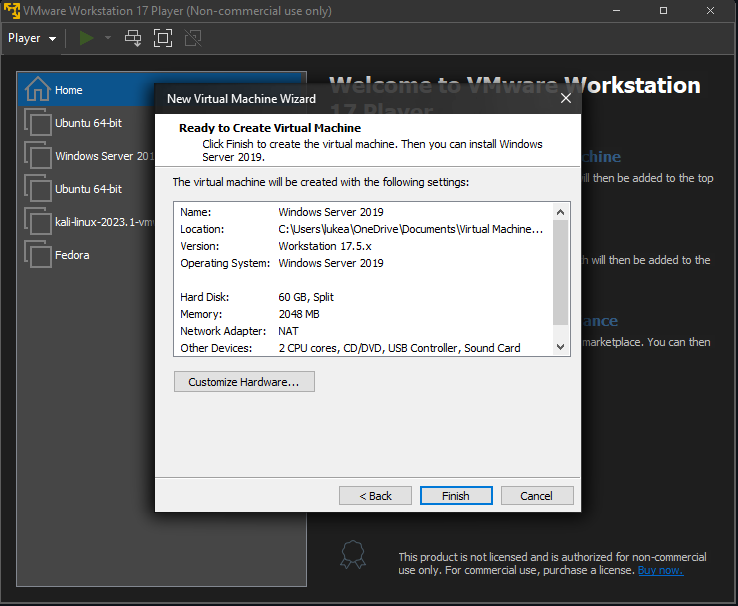 VMware Workstation 17 Player (Non-commercial use only)
Player
Home
Ubuntu 64-bit
Windows Server 201
Ubuntu 64-bit
kali-linux-2023.1-vm
Fedora
Welcome to VMware Workstation
17 Player
chine
will then be added to the top
h will then be added to the
ance
marketplace. You can then
New Virtual Machine Wizard
Ready to Create Virtual Machine
Click Finish to create the virtual machine. Then you can install Windows
Server 2019.
The virtual machine will be created with the following settings:
Name: Windows Server 2019
Location: C:\Users\lukea\OneDrive\Documents\Virtual Machine...
Version: Workstation 17.5.x
Operating System: Windows Server 2019
Hard Disk: 60 GB, Split
Memory: 2048 MB
Network Adapter: NAT
Other Devices: 2 CPU cores, CD/DVD, USB Controller, Sound Card
Customize Hardware...
< Back
Finish
Cancel
This product is not licensed and is authorized for non-commercial
use only. For commercial use, purchase a license. Buy now.